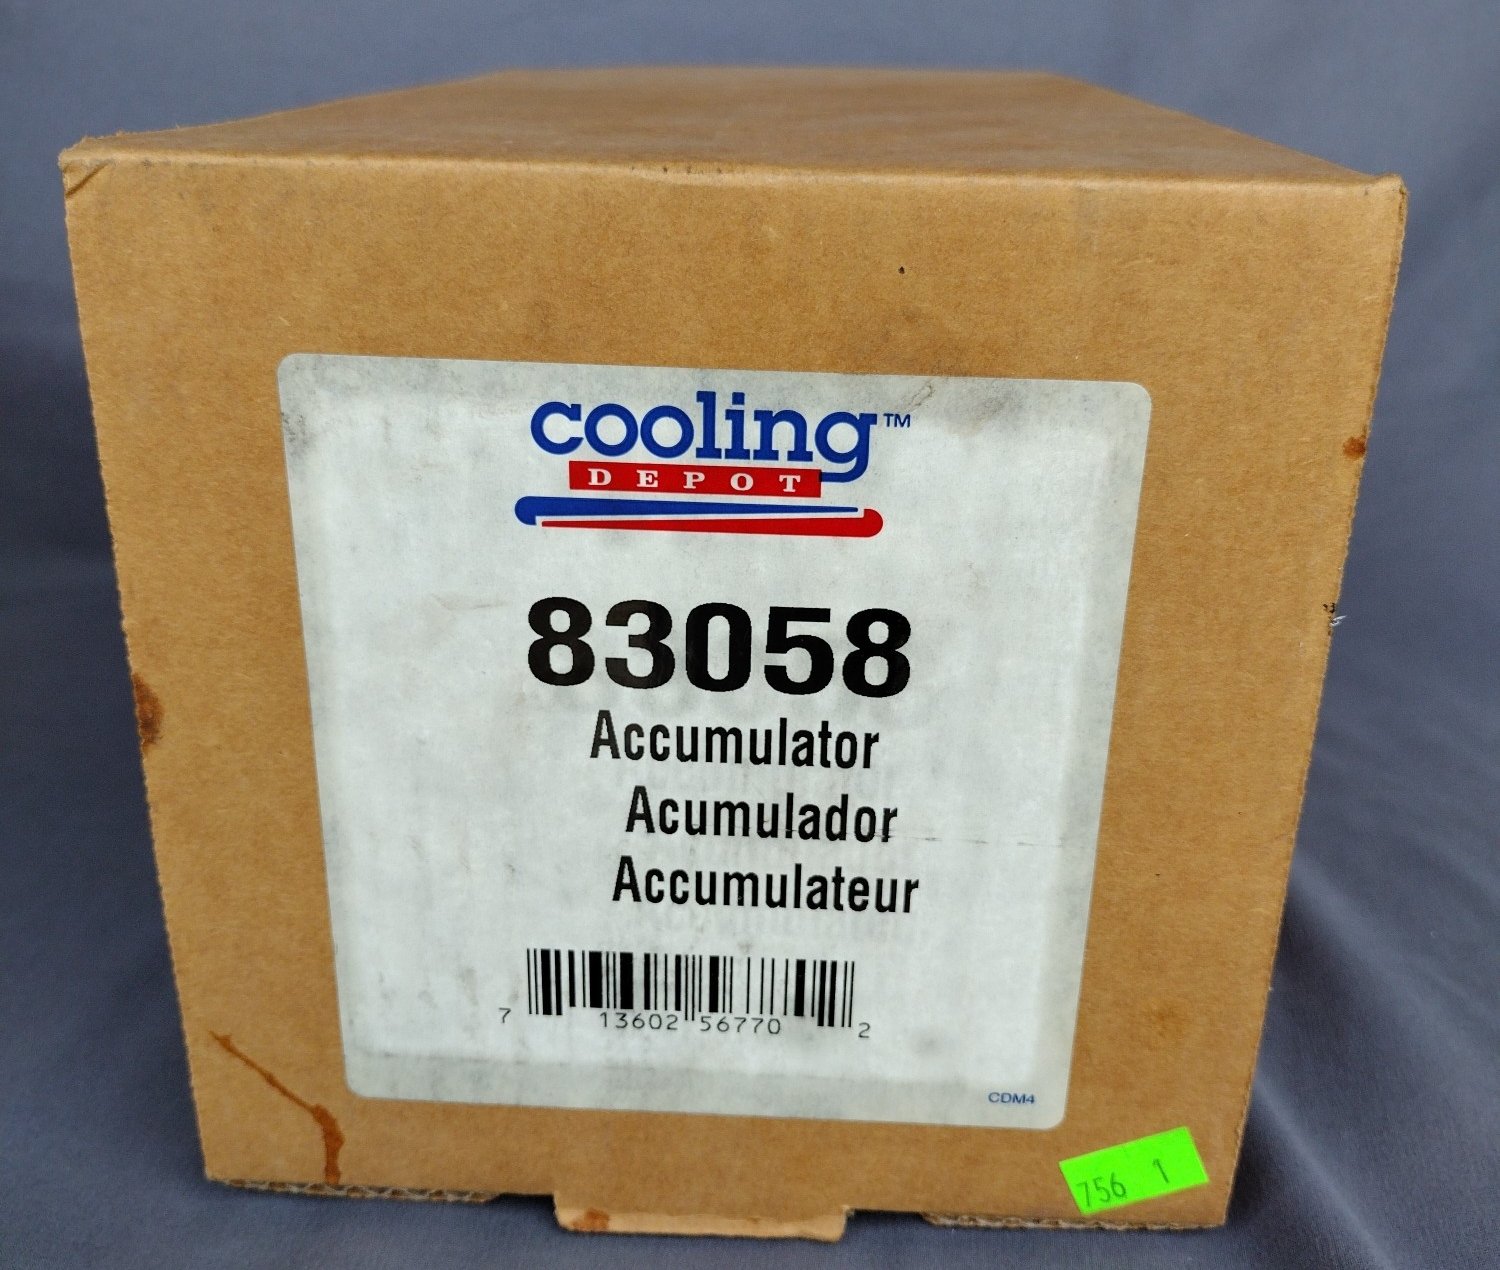 cooling™
DEPOT
83058
Accumulator
Acumulador
Accumulateur
7 13602 56770 2
CDM4
756 1